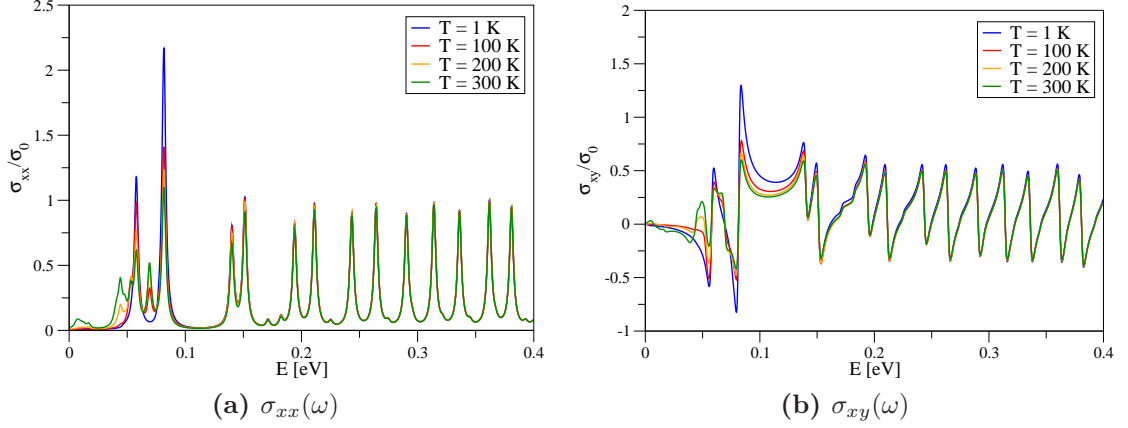 2.5
2
1.5
1
0.5
0
σxx/σ0
0 0.1 0.2 0.3 0.4
E [eV]
T = 1 K
T = 100 K
T = 200 K
T = 300 K
(a) σxx(ω)
2
1.5
1
0.5
0
-0.5
-1
σxy/σ0
0 0.1 0.2 0.3 0.4
E [eV]
T = 1 K
T = 100 K
T = 200 K
T = 300 K
(b) σxy(ω)